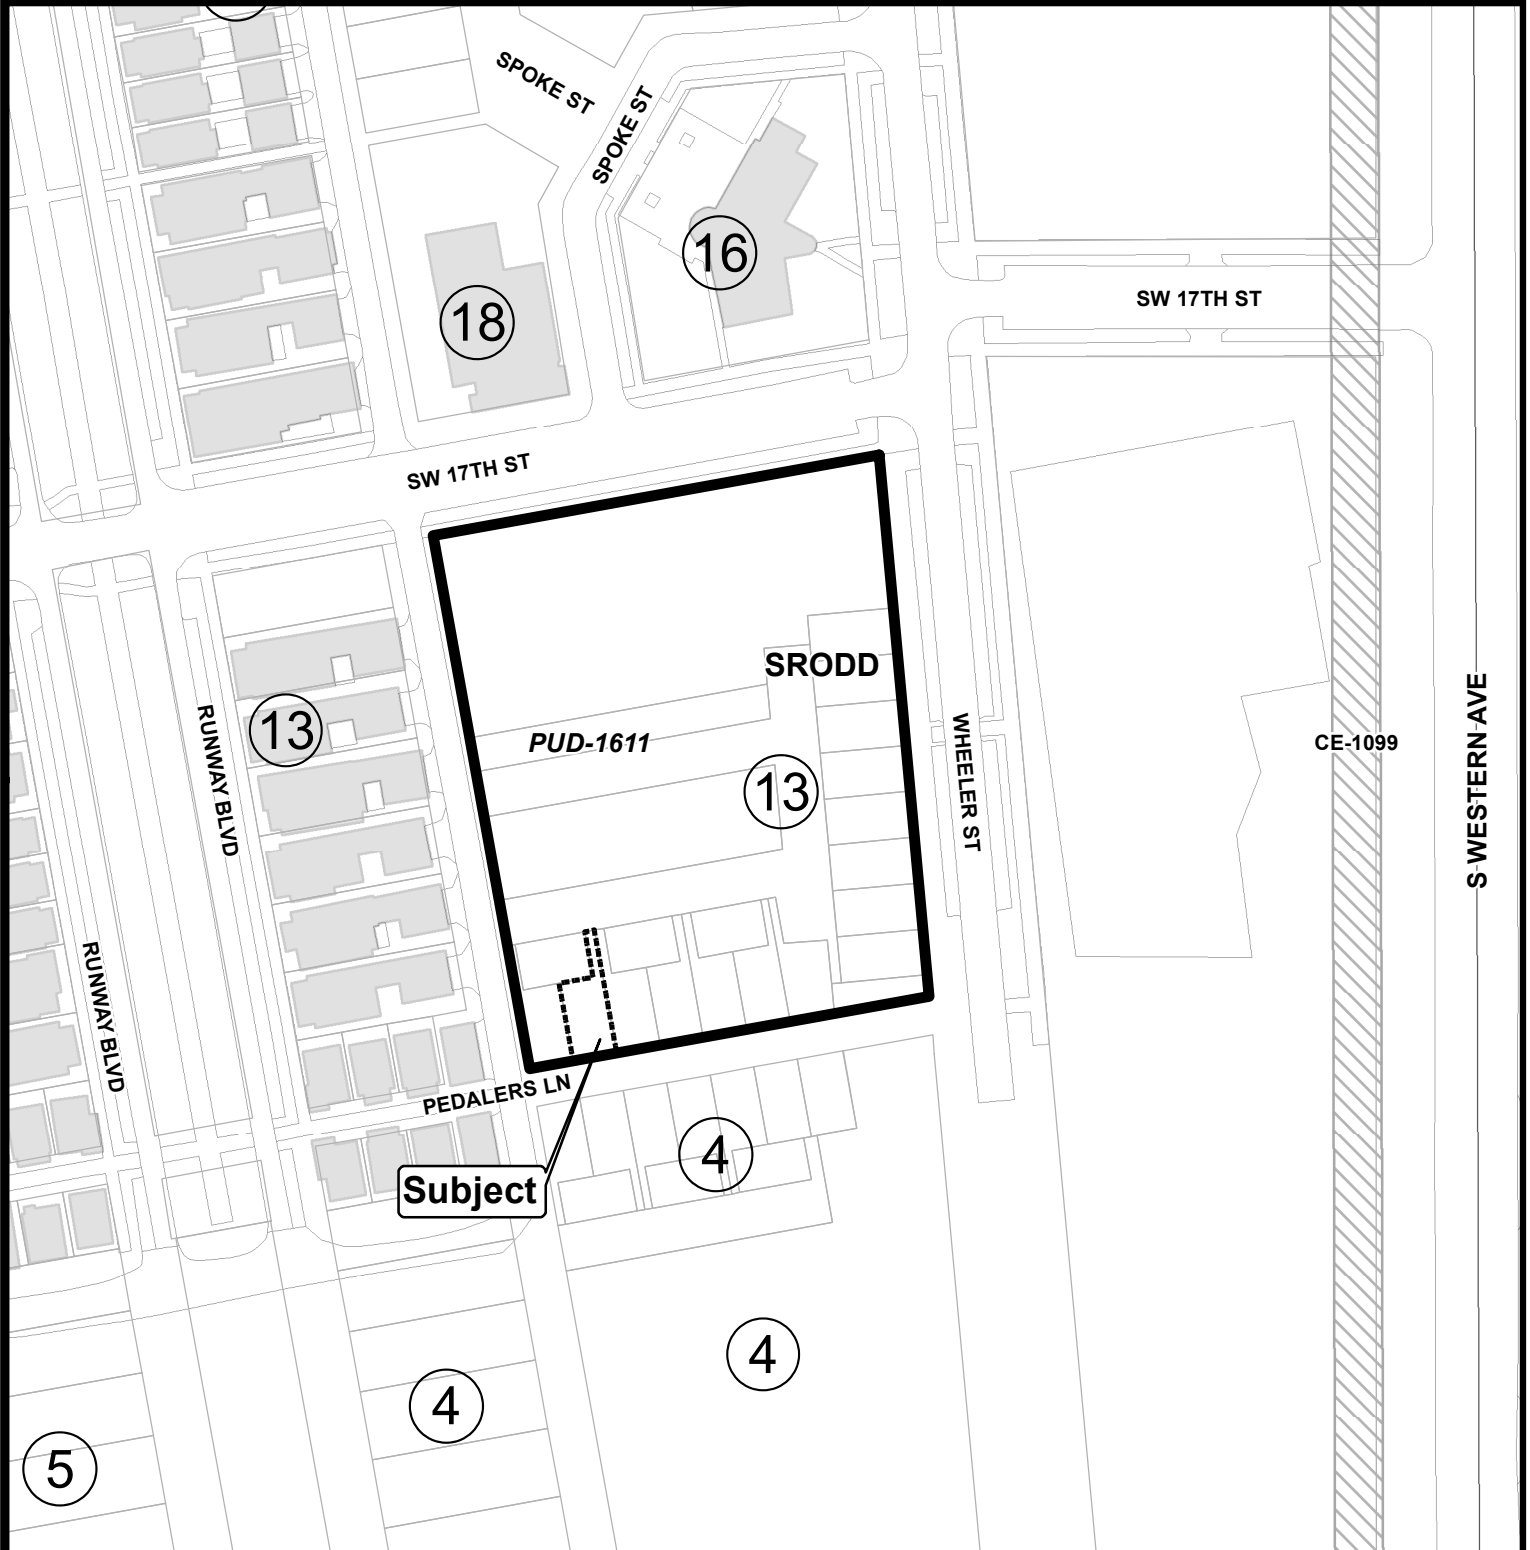 SPOKE ST
SPOKE ST
16
SW 17TH ST
18
SW 17TH ST
SRODD
13
RUNWAY BLVD
PUD-1611
13
WHEELER ST
CE-1099
S WESTERN AVE
RUNWAY BLVD
PEDALERS LN
4
Subject
4
4
5